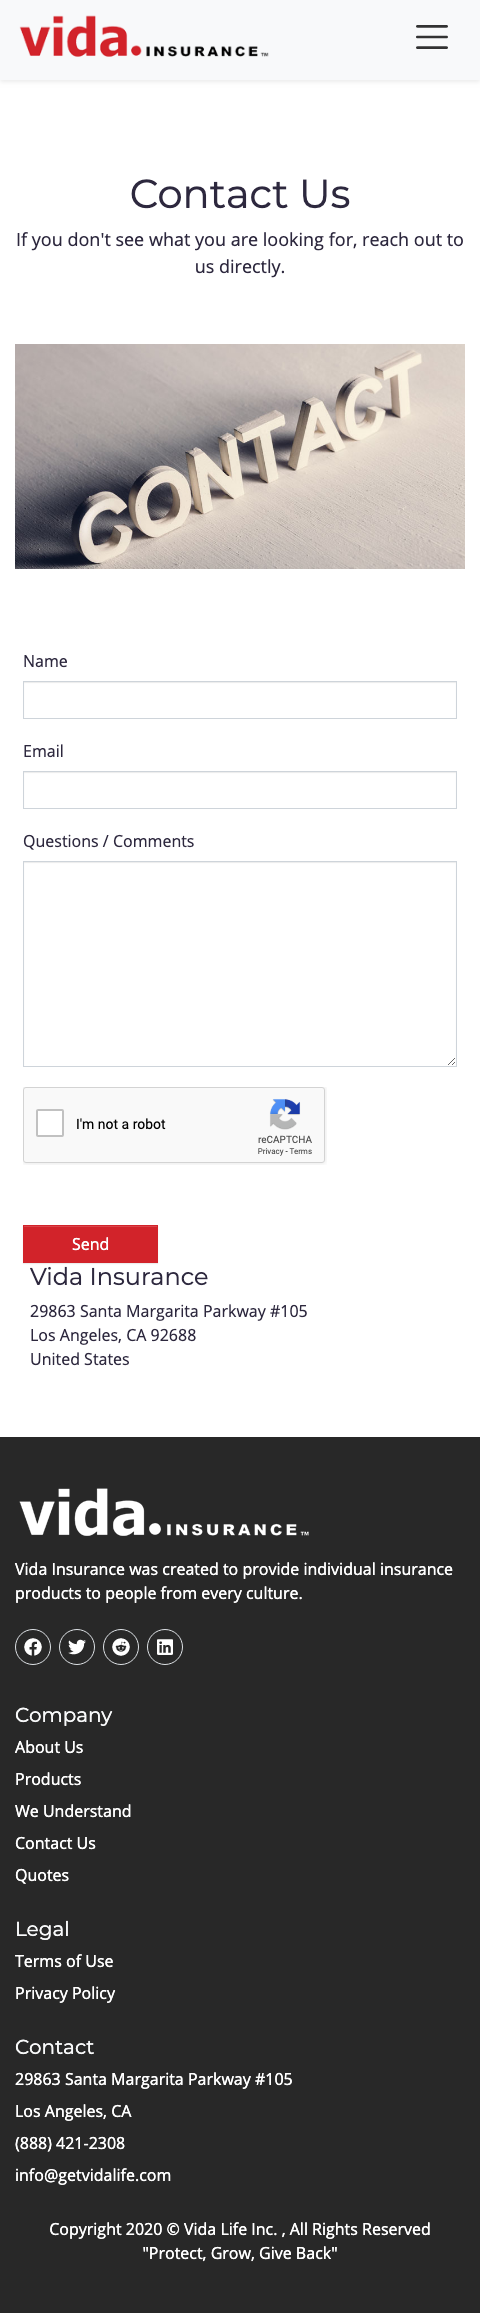 vida.INSURANCE™
Contact Us
If you don't see what you are looking for, reach out to
us directly.
CONTACT
Name
Email
Questions / Comments
I'm not a robot
reCAPTCHA
Privacy - Terms
Send
Vida Insurance
29863 Santa Margarita Parkway #105
Los Angeles, CA 92688
United States
vida.INSURANCE™
Vida Insurance was created to provide individual insurance
products to people from every culture.
Company
About Us
Products
We Understand
Contact Us
Quotes
Legal
Terms of Use
Privacy Policy
Contact
29863 Santa Margarita Parkway #105
Los Angeles, CA
(888) 421-2308
info@getvidalife.com
Copyright 2020 © Vida Life Inc. , All Rights Reserved
"Protect, Grow, Give Back"